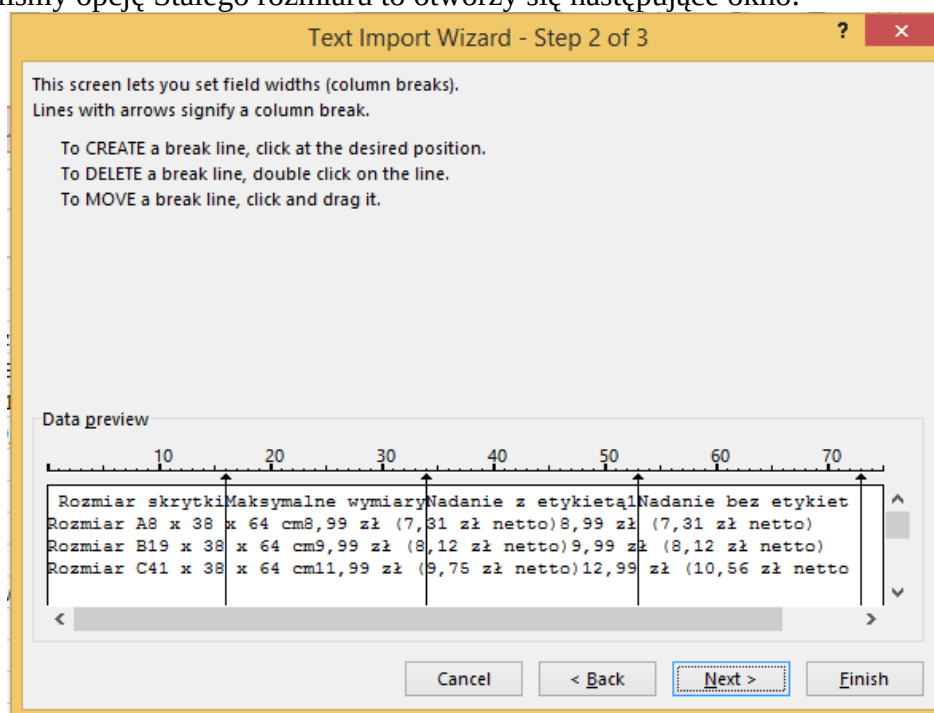 opcję Stałego rozmiara to otworzy się następujące okno:
Text Import Wizard - Step 2 of 3
? ×
This screen lets you set field widths (column breaks).
Lines with arrows signify a column break.
To CREATE a break line, click at the desired position.
To DELETE a break line, double click on the line.
To MOVE a break line, click and drag it.
Data preview
10 20 30 40 50 60 70
Rozmiar skrytkiMaksymalne wymiaryNadanie z etykietą1Nadanie bez etykiet
Rozmiar A8 x 38 x 64 cm8,99 zł (7,31 zł netto)8,99 zł (7,31 zł netto)
Rozmiar B19 x 38 x 64 cm9,99 zł (8,12 zł netto)9,99 zł (8,12 zł netto)
Rozmiar C41 x 38 x 64 cm11,99 zł (9,75 zł netto)12,99 zł (10,56 zł netto
Cancel < Back Next > Finish